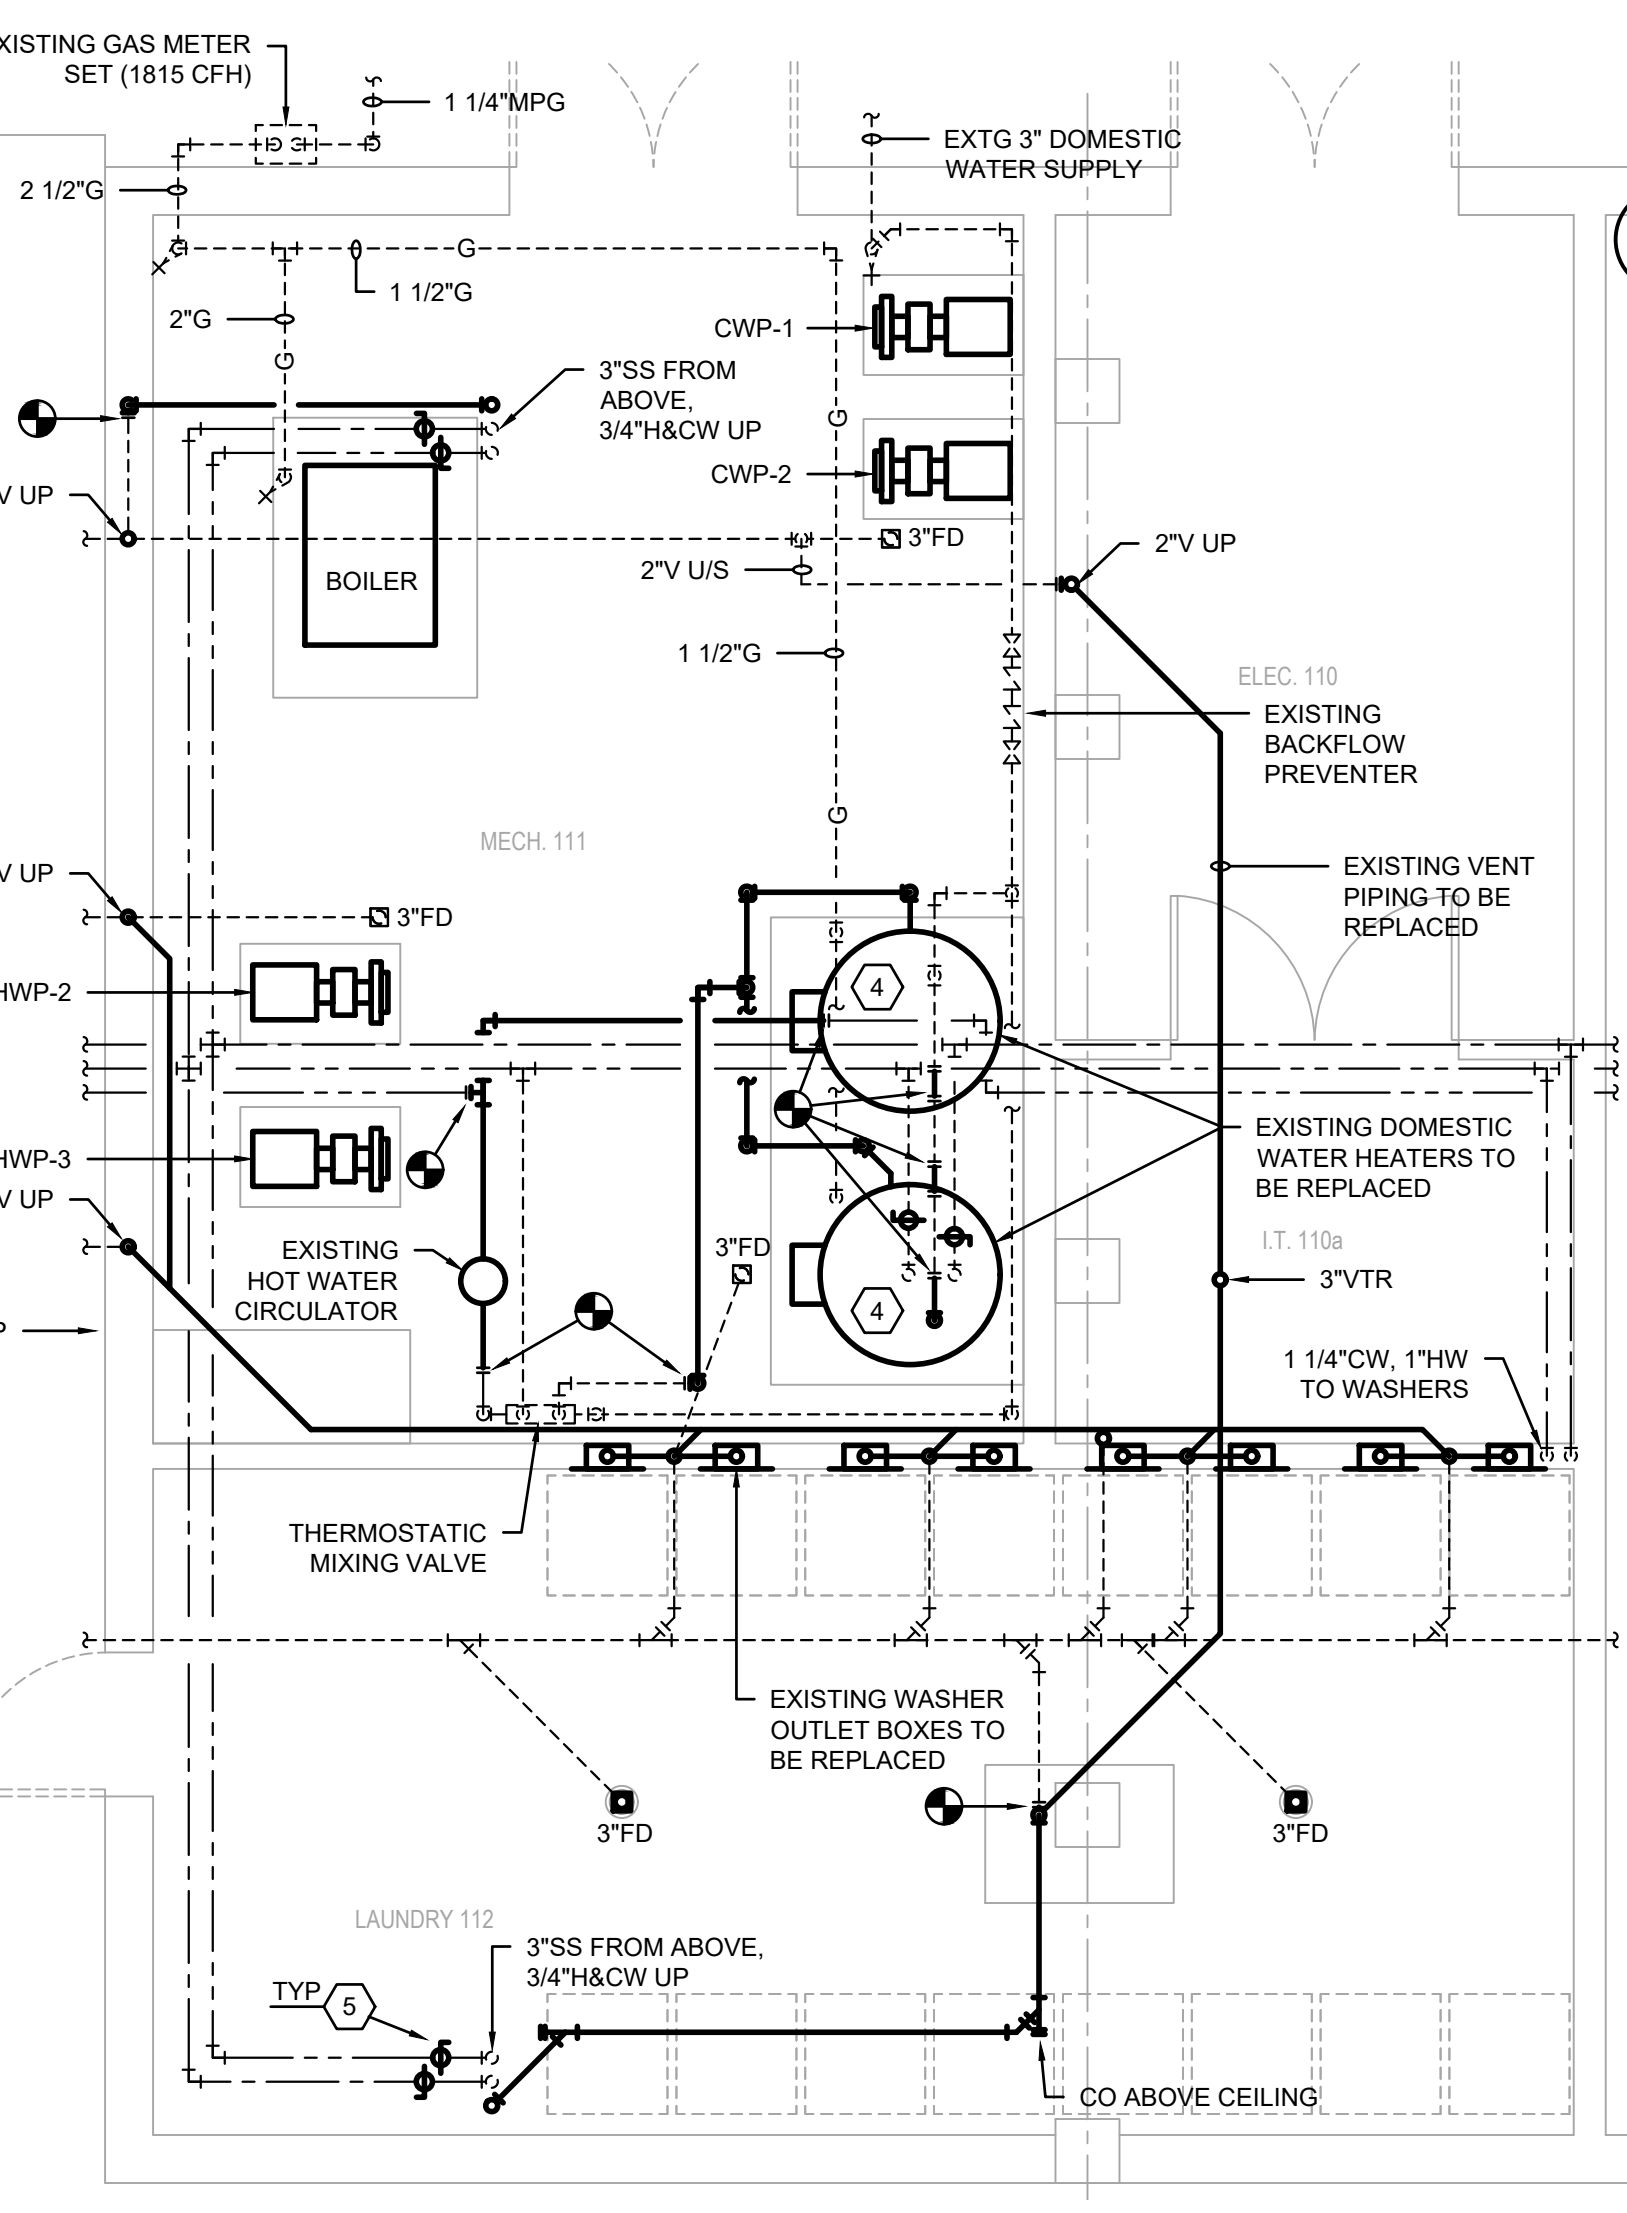 XISTING GAS METER
SET (1815 CFH)
1 1/4"MPG
EXTG 3" DOMESTIC
WATER SUPPLY
2 1/2"G
G
1 1/2"G
2"G
G
CWP-1
3"SS FROM
ABOVE,
3/4"H&CW UP
G
CWP-2
V UP
3"FD
2"V UP
2"V U/S
BOILER
1 1/2"G
ELEC. 110
EXISTING
BACKFLOW
PREVENTER
G
MECH. 111
V UP
EXISTING VENT
PIPING TO BE
REPLACED
3"FD
HWP-2
4
EXISTING DOMESTIC
WATER HEATERS TO
BE REPLACED
HWP-3
V UP
EXISTING
HOT WATER
CIRCULATOR
3"FD
I.T. 110a
3"VTR
4
P
1 1/4"CW, 1"HW
TO WASHERS
THERMOSTATIC
MIXING VALVE
EXISTING WASHER
OUTLET BOXES TO
BE REPLACED
3"FD
3"FD
LAUNDRY 112
3"SS FROM ABOVE,
3/4"H&CW UP
TYP
5
CO ABOVE CEILING